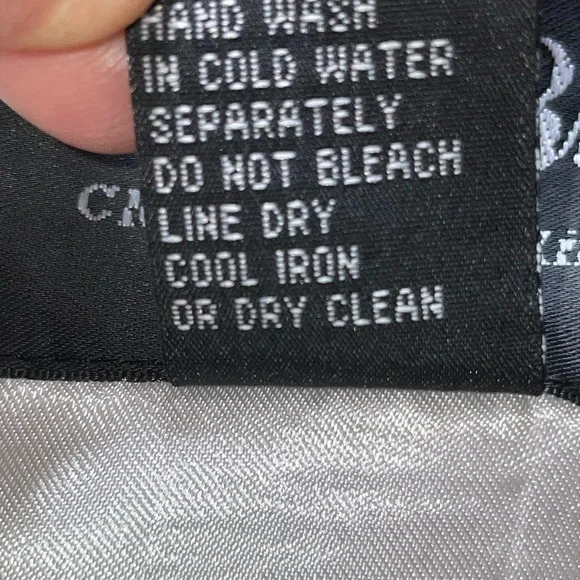 HAND WASH
IN COLD WATER
SEPARATELY
DO NOT BLEACH
LINE DRY
COOL IRON
OR DRY CLEAN